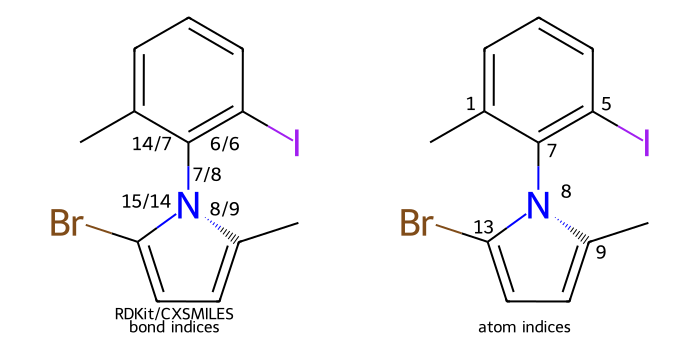 14/7 6/6 I
7/8
15/14 N 8/9
Br
RDKit/CXSMILES
bond indices
1 5
I
7
8
N
Br 13
9
atom indices